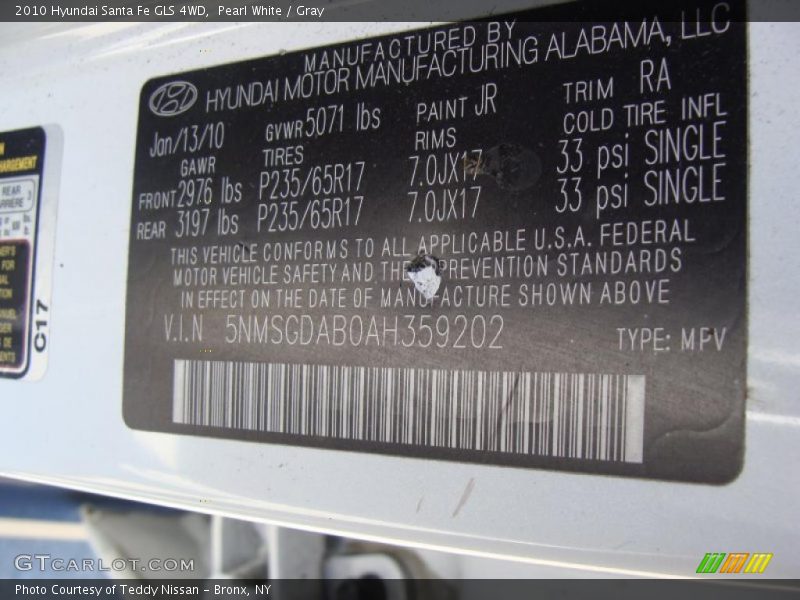 2010 Hyundai Santa Fe GLS 4WD, Pearl White / Gray
MANUFACTURED BY
HYUNDAI MOTOR MANUFACTURING ALABAMA, LLC
Jan/13/10 GVWR 5071 lbs PAINT JR TRIM RA
GAWR TIRES RIMS COLD TIRE INFL
FRONT 2976 lbs P235/65R17 7.0JX17 33 psi SINGLE
REAR 3197 lbs P235/65R17 7.0JX17 33 psi SINGLE
THIS VEHICLE CONFORMS TO ALL APPLICABLE U.S.A. FEDERAL
MOTOR VEHICLE SAFETY AND THEFT PREVENTION STANDARDS
IN EFFECT ON THE DATE OF MANUFACTURE SHOWN ABOVE
V.I.N 5NMSGDAB0AH359202 TYPE: MPV
REAR
C17
GTCARCOT.COM
Photo Courtesy of Teddy Nissan - Bronx, NY